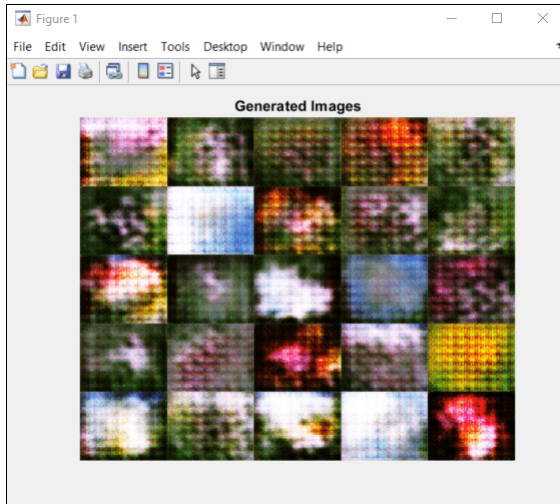 Figure 1
File Edit View Insert Tools Desktop Window Help
Generated Images